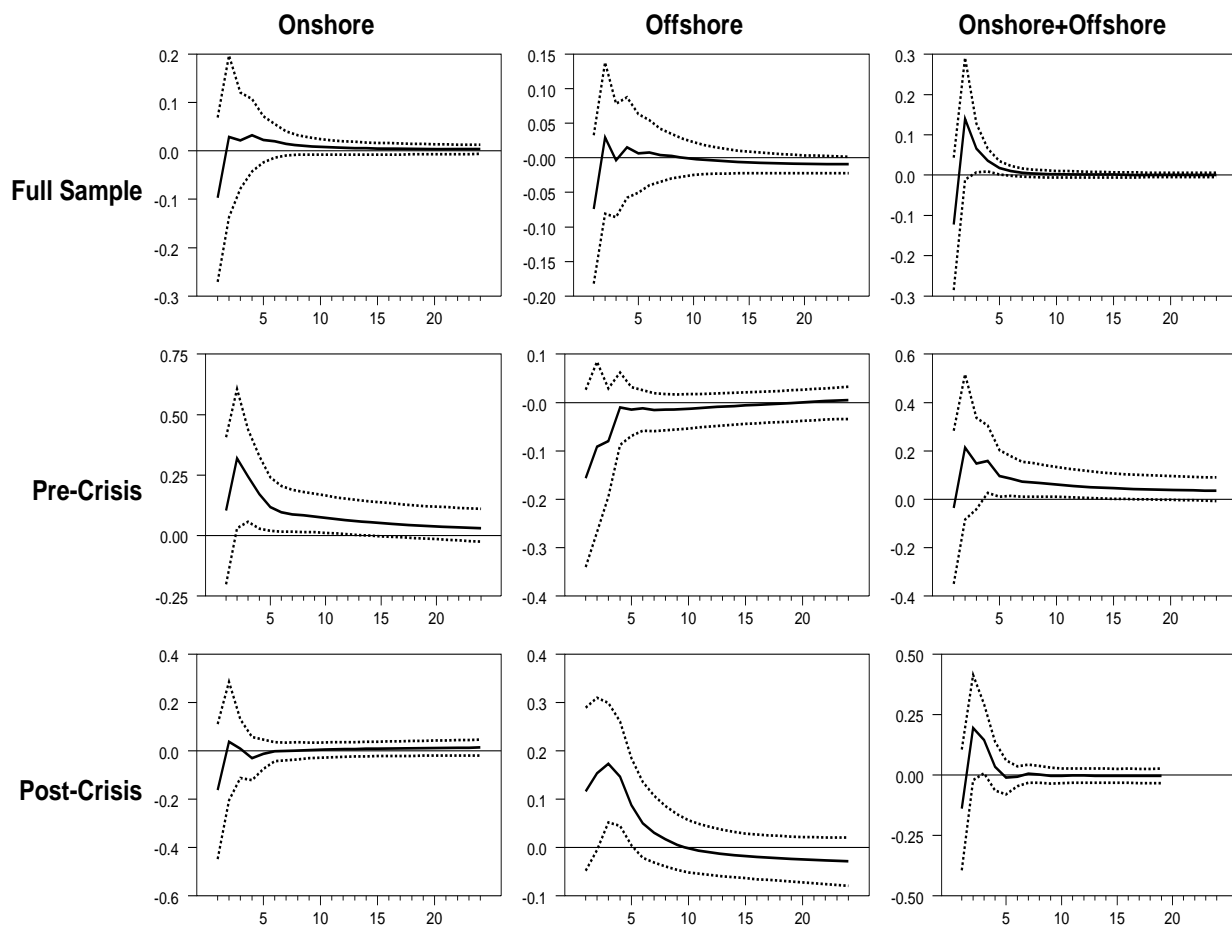 Onshore Offshore Onshore+Offshore
Full Sample
0.2 0.1 0.0 -0.1 -0.2 -0.3
5 10 15 20
0.15 0.10 0.05 -0.00 -0.05 -0.10 -0.15 -0.20
5 10 15 20
0.3 0.2 0.1 0.0 -0.1 -0.2 -0.3
5 10 15 20
Pre-Crisis
0.75 0.50 0.25 0.00 -0.25
5 10 15 20
0.1 -0.0 -0.1 -0.2 -0.3 -0.4
5 10 15 20
0.6 0.4 0.2 0.0 -0.2 -0.4
5 10 15 20
Post-Crisis
0.4 0.2 0.0 -0.2 -0.4 -0.6
5 10 15 20
0.4 0.3 0.2 0.1 0.0 -0.1
5 10 15 20
0.50 0.25 0.00 -0.25 -0.50
5 10 15 20